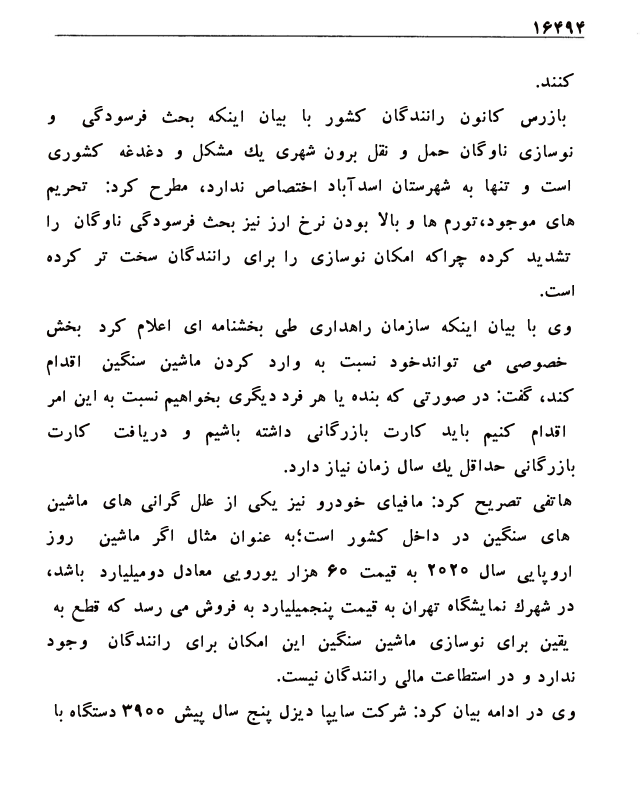 ۱۶۴۹۴
کنند.
بازرس کانون رانندگان کشور با بیان اینکه بحث فرسودگی و
نوسازی ناوگان حمل و نقل برون شهری یك مشکل و دغدغه کشوری
است و تنها به شهرستان اسدآباد اختصاص ندارد، مطرح کرد: تحریم
های موجود،تورم ها و بالا بودن نرخ ارز نیز بحث فرسودگی ناوگان را
تشدید کرده چراکه امکان نوسازی را برای رانندگان سخت تر کرده
است.
وی با بیان اینکه سازمان راهداری طی بخشنامه ای اعلام کرد بخش
خصوصی می تواندخود نسبت به وارد کردن ماشین سنگین اقدام
کند، گفت: در صورتی که بنده یا هر فرد دیگری بخواهیم نسبت به این امر
اقدام کنیم باید کارت بازرگانی داشته باشیم و دریافت کارت
بازرگانی حداقل یك سال زمان نیاز دارد.
هاتفی تصریح کرد: مافیای خودرو نیز یکی از علل گرانی های ماشین
های سنگین در داخل کشور است؛به عنوان مثال اگر ماشین روز
اروپایی سال ۲۰۲۰ به قیمت ۶۰ هزار یورویی معادل دومیلیارد باشد،
در شهرك نمایشگاه تهران به قیمت پنجمیلیارد به فروش می رسد که قطع به
یقین برای نوسازی ماشین سنگین این امکان برای رانندگان وجود
ندارد و در استطاعت مالی رانندگان نیست.
وی در ادامه بیان کرد: شرکت سایپا دیزل پنج سال پیش ۳۹۰۰ دستگاه با